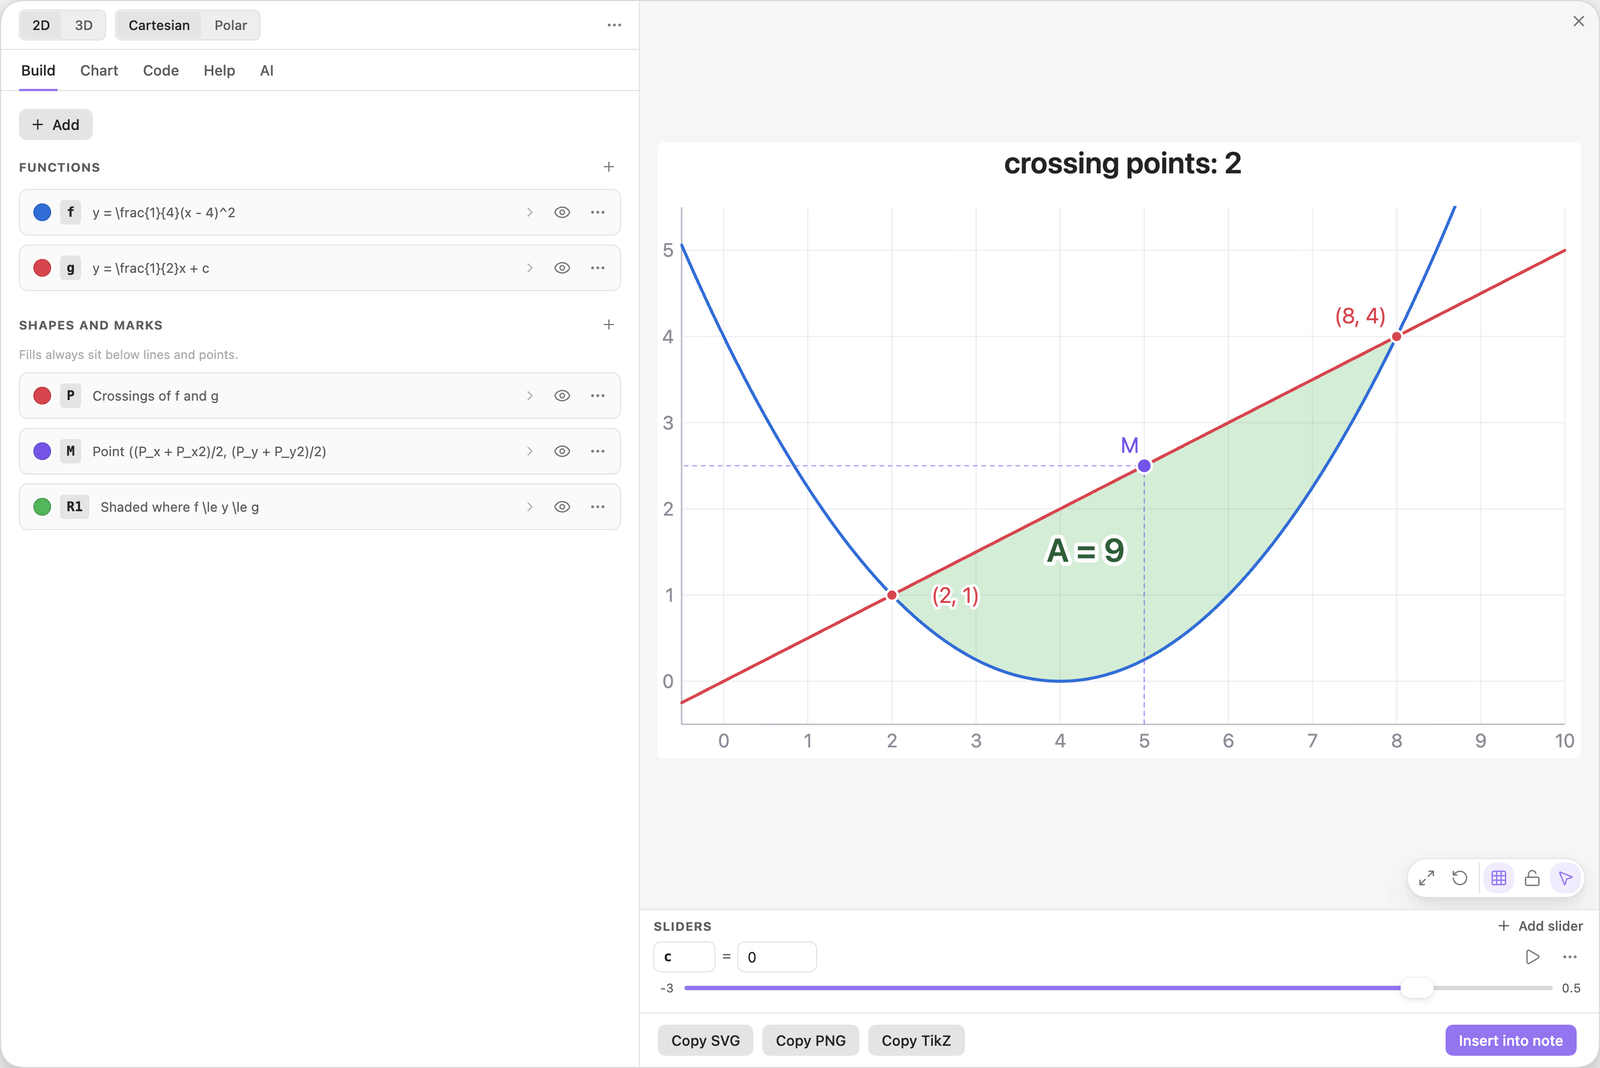 2D 3D Cartesian Polar ...
Build Chart Code Help AI
+ Add
FUNCTIONS +
f y = \frac{1}{4}(x - 4)^2 ...
g y = \frac{1}{2}x + c ...
SHAPES AND MARKS +
Fills always sit below lines and points.
P Crossings of f and g ...
M Point ((P_x + P_x2)/2, (P_y + P_y2)/2) ...
R1 Shaded where f \le y \le g ...
crossing points: 2
5
(8, 4)
4
3
M
2
A = 9
1
(2, 1)
0
0 1 2 3 4 5 6 7 8 9 10
SLIDERS + Add slider
c = 0 ...
-3 0.5
Copy SVG Copy PNG Copy TikZ Insert into note